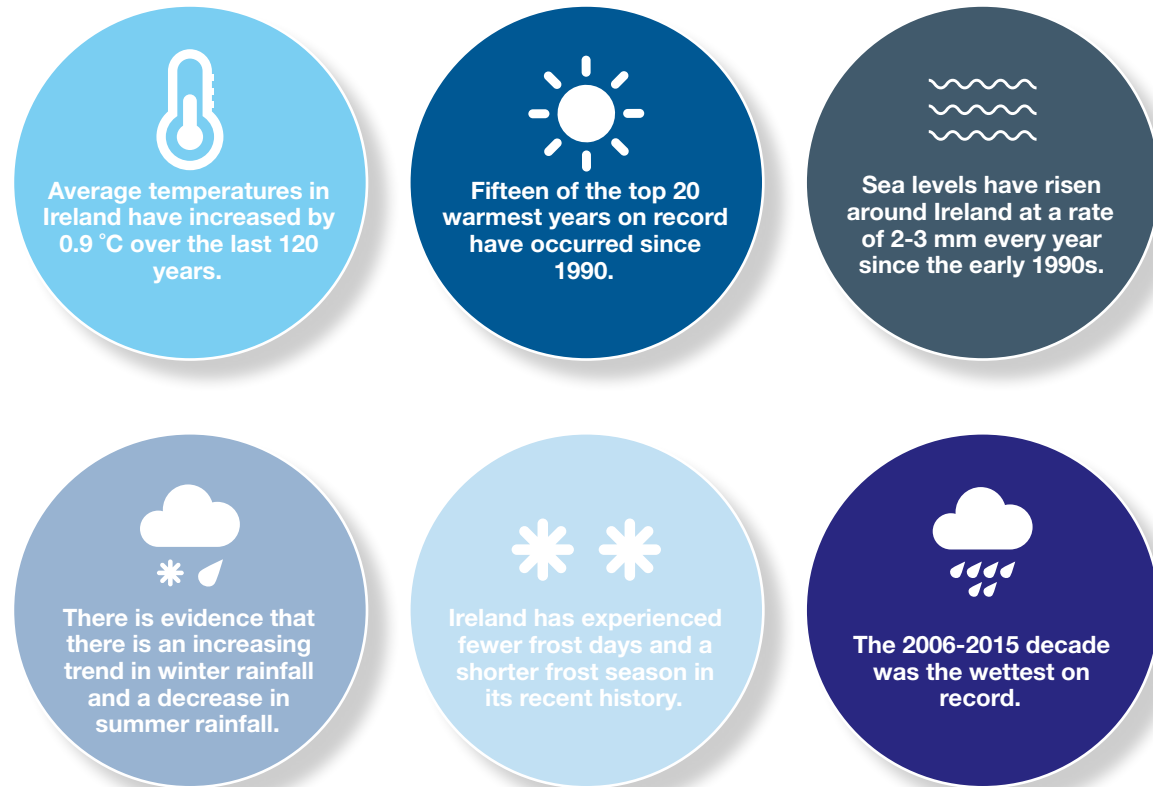 Average temperatures in
Ireland have increased by
0.9 ˚C over the last 120
years.
Fifteen of the top 20
warmest years on record
have occurred since
1990.
Sea levels have risen
around Ireland at a rate
of 2-3 mm every year
since the early 1990s.
There is evidence that
there is an increasing
trend in winter rainfall
and a decrease in
summer rainfall.
Ireland has experienced
fewer frost days and a
shorter frost season in
its recent history.
The 2006-2015 decade
was the wettest on
record.